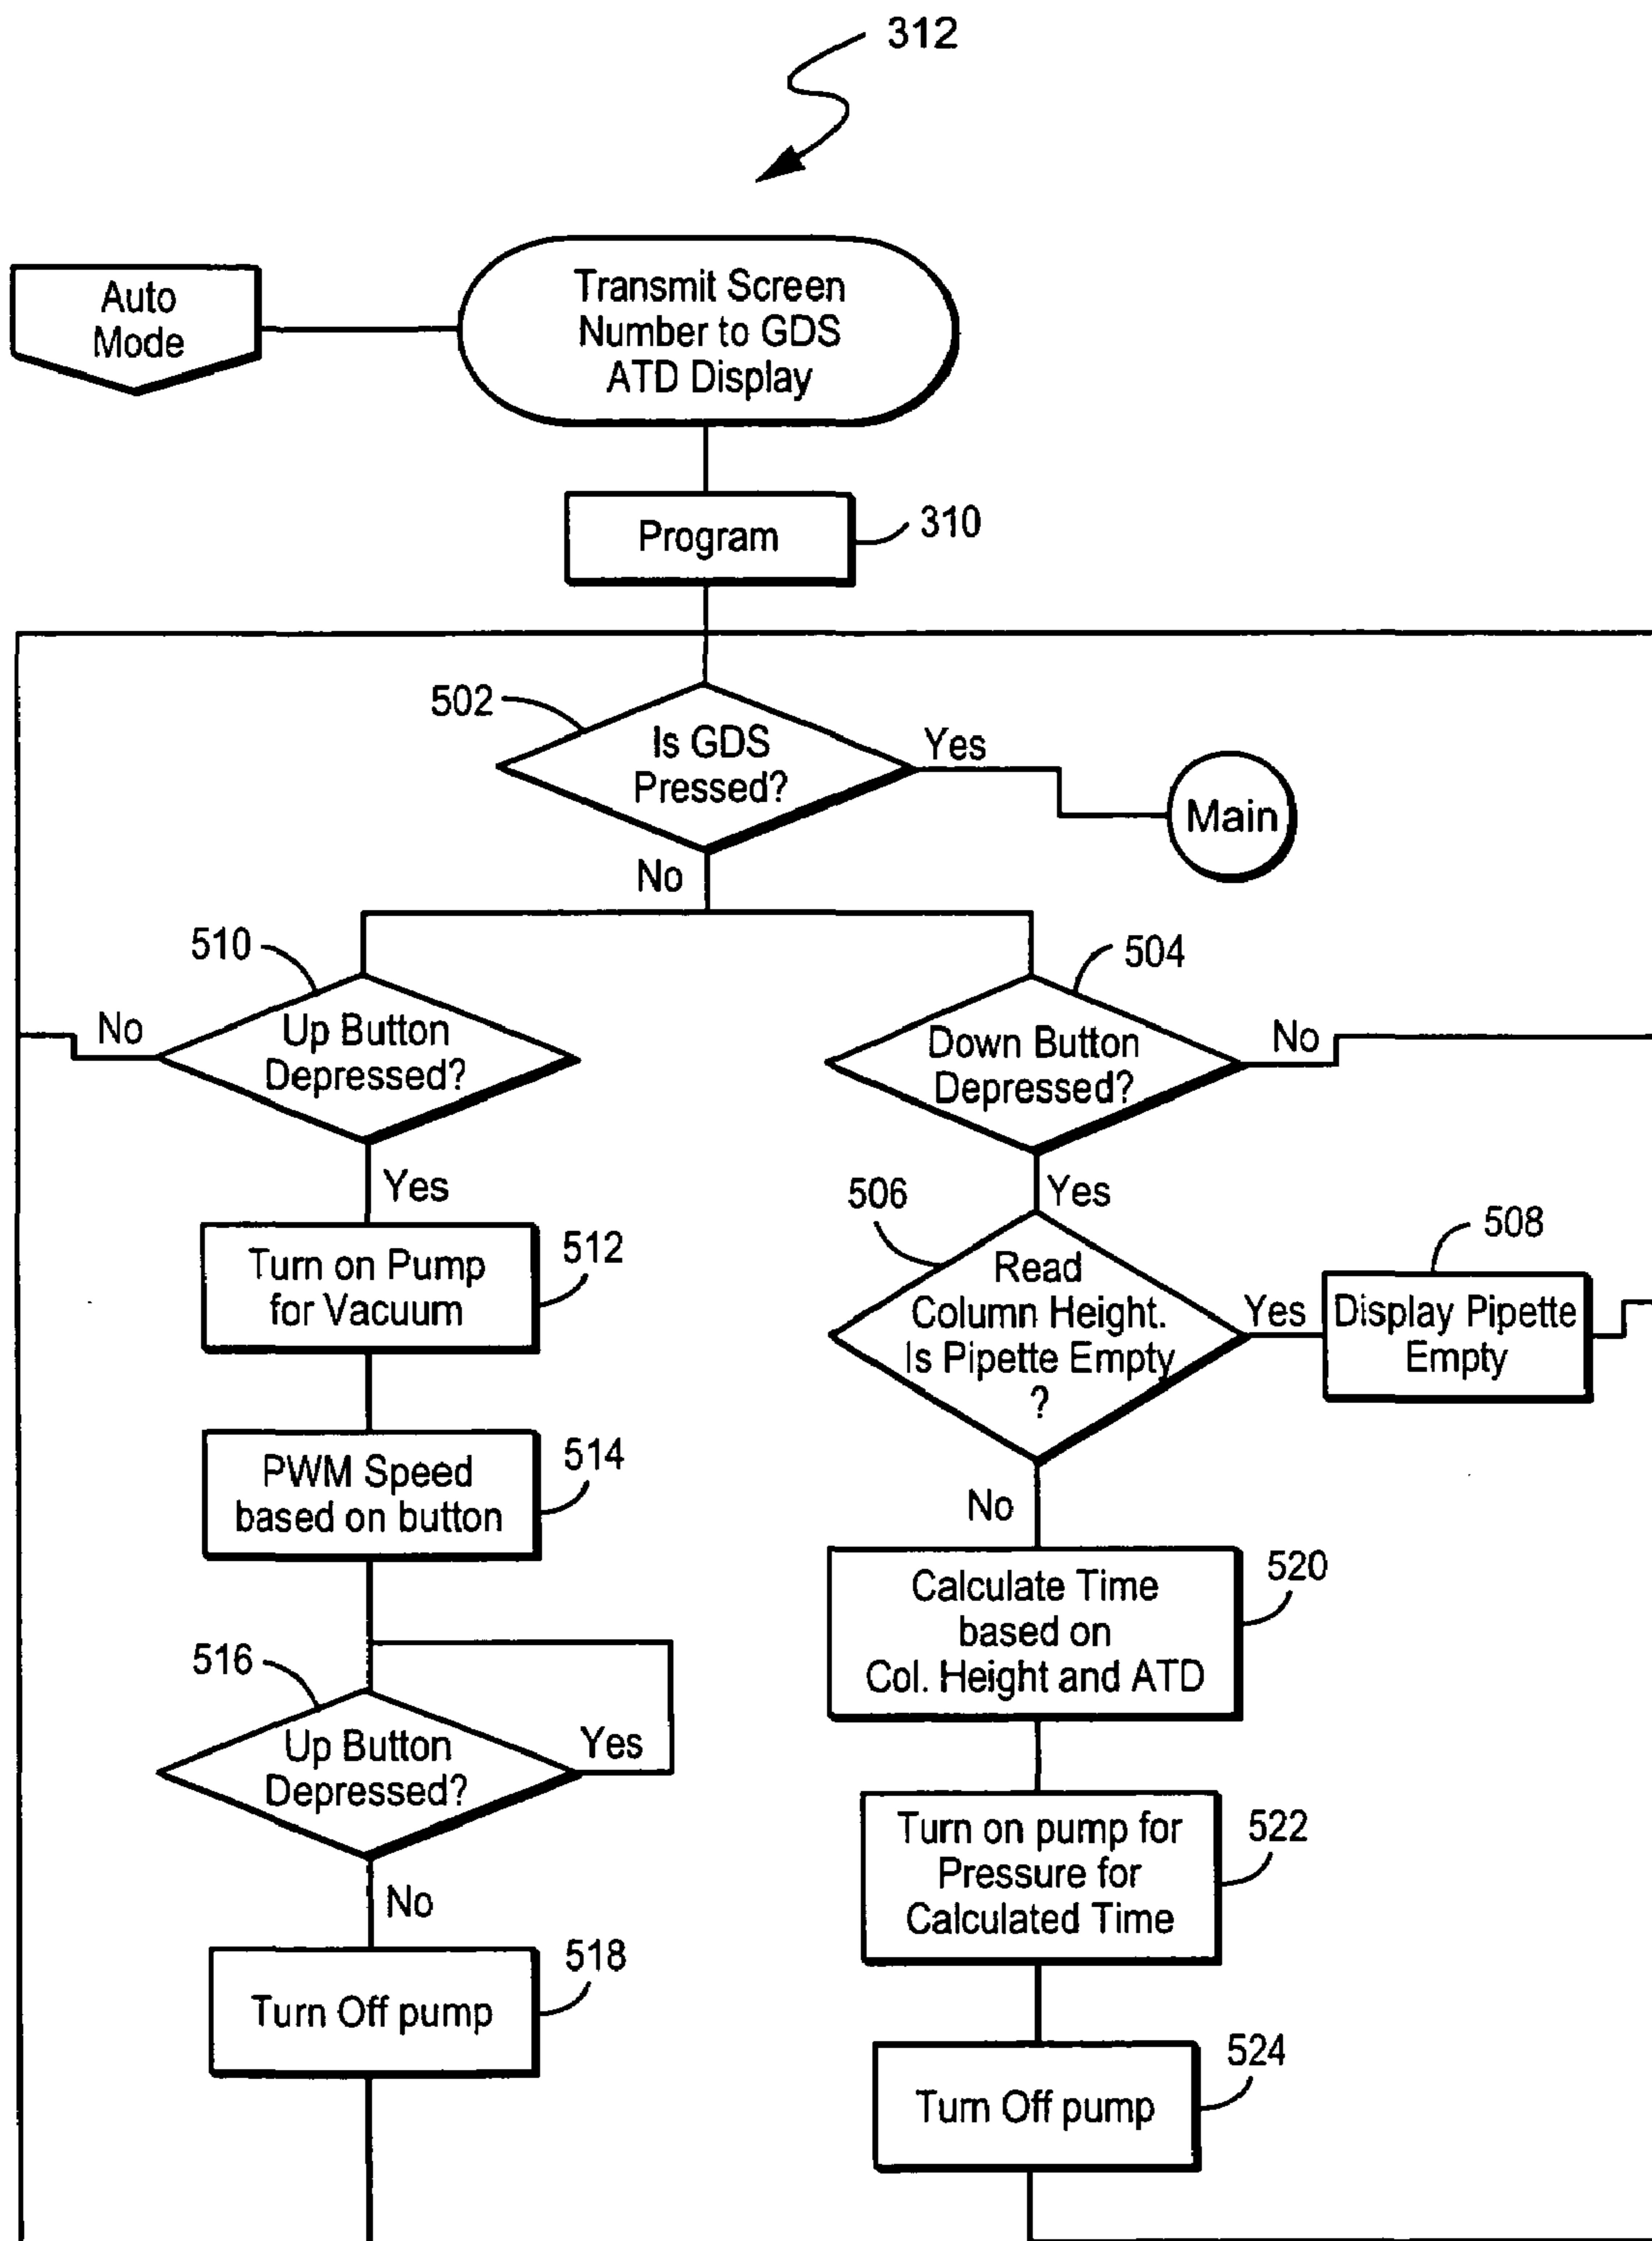 312
Auto
Mode
Transmit Screen
Number to GDS
ATD Display
Program
310
502
Is GDS
Pressed?
Yes
Main
No
510
Up Button
Depressed?
No
504
Down Button
Depressed?
No
Yes
Yes
512
Turn on Pump
for Vacuum
506
Read
Column Height.
Is Pipette Empty
?
Yes
508
Display Pipette
Empty
514
PWM Speed
based on button
No
520
Calculate Time
based on
Col. Height and ATD
516
Up Button
Depressed?
Yes
522
Turn on pump for
Pressure for
Calculated Time
No
518
Turn Off pump
524
Turn Off pump